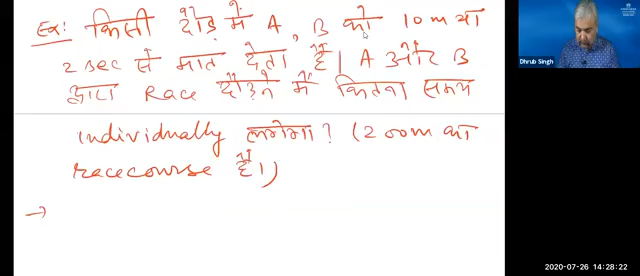 Ex: किसी दौड़ में A, B को 10 m या
2 sec से मात देता है। A और B
द्वारा Race दौड़ने में कितना समय
individually लगेगा? (200m का
racecourse है।)
→
Dhrub Singh
2020-07-26 14:28:22